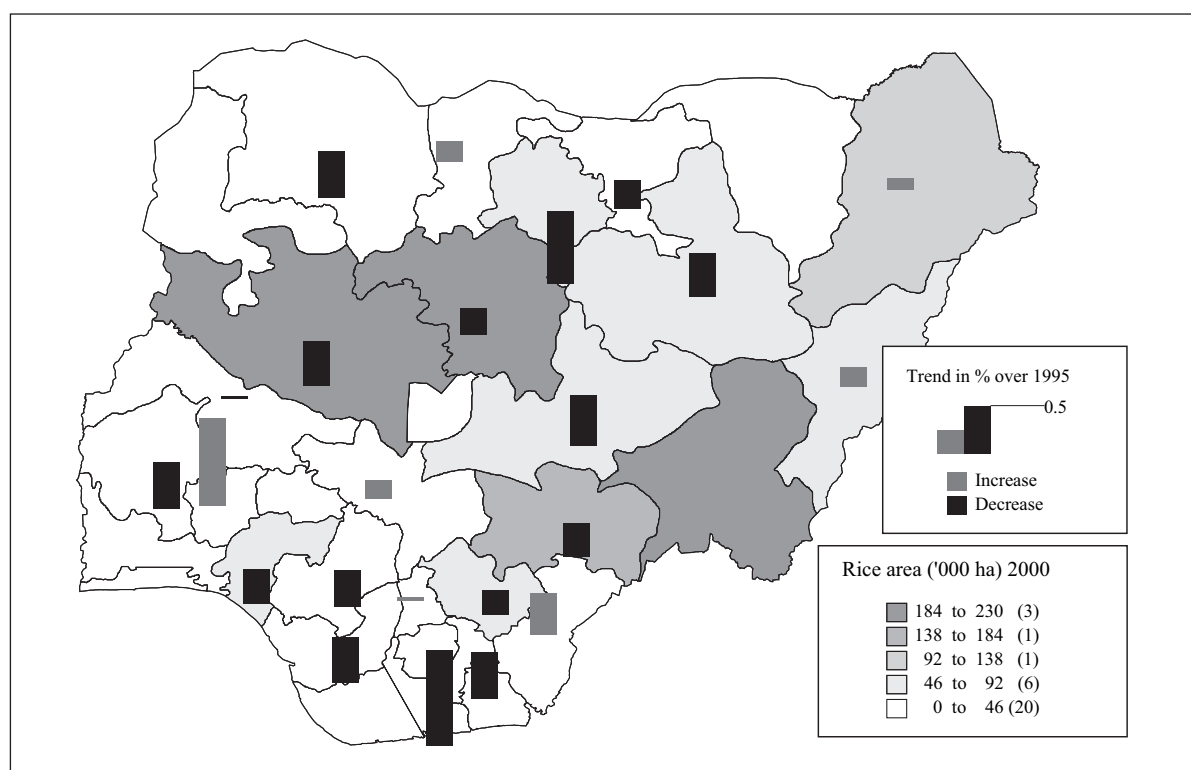 Trend in % over 1995
0.5
Increase
Decrease
Rice area ('000 ha) 2000
184 to 230 (3)
138 to 184 (1)
92 to 138 (1)
46 to 92 (6)
0 to 46 (20)